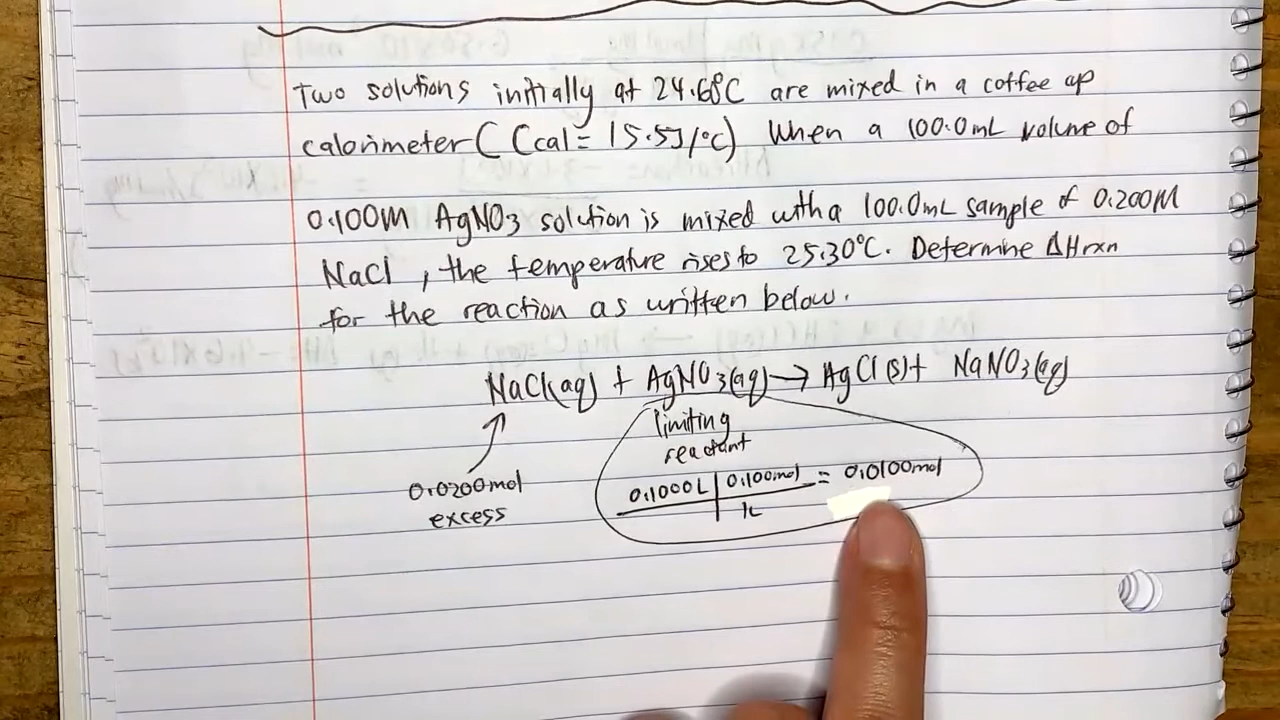 Two solutions initially at 24.68°C are mixed in a coffee cup
calorimeter (Ccal = 15.5J/°C) When a 100.0mL volume of
0.100M AgNO3 solution is mixed with a 100.0mL sample of 0.200M
NaCl, the temperature rises to 25.30°C. Determine ΔHrxn
for the reaction as written below.
NaCl(aq) + AgNO3(aq) → AgCl(s) + NaNO3(aq)
limiting
reactant
0.1000L | 0.100mol = 0.0100mol
1L
0.0200mol
excess